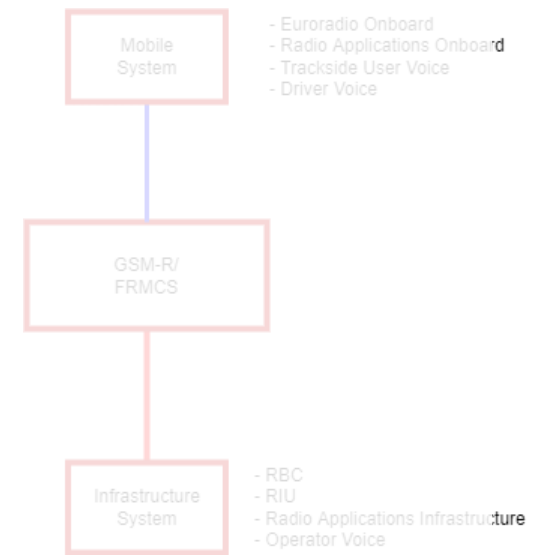 Mobile
System
- Euroradio Onboard
- Radio Applications Onboard
- Trackside User Voice
- Driver Voice
GSM-R/
FRMCS
Infrastructure
System
- RBC
- RIU
- Radio Applications Infrastructure
- Operator Voice